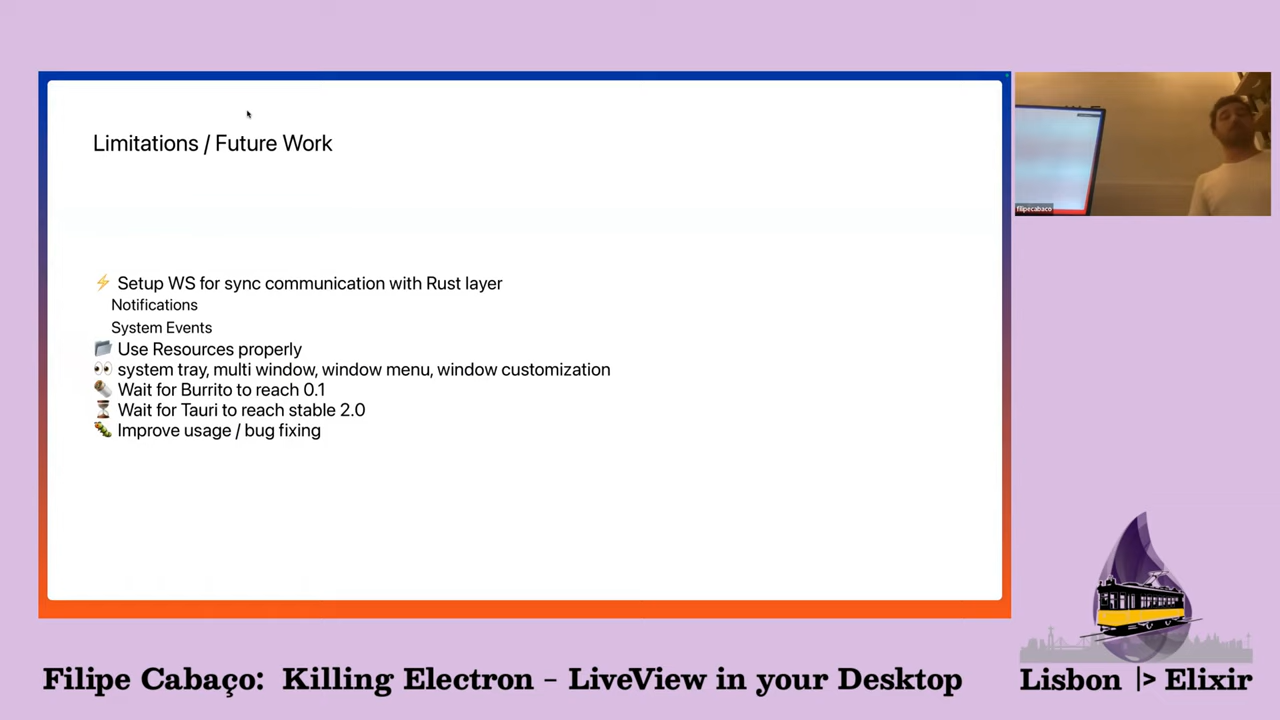 Limitations / Future Work
⚡ Setup WS for sync communication with Rust layer
Notifications
System Events
📁 Use Resources properly
👀 system tray, multi window, window menu, window customization
🌯 Wait for Burrito to reach 0.1
⏳ Wait for Tauri to reach stable 2.0
🐛 Improve usage / bug fixing
filipecabaco
Filipe Cabaço: Killing Electron - LiveView in your Desktop
Lisbon |> Elixir